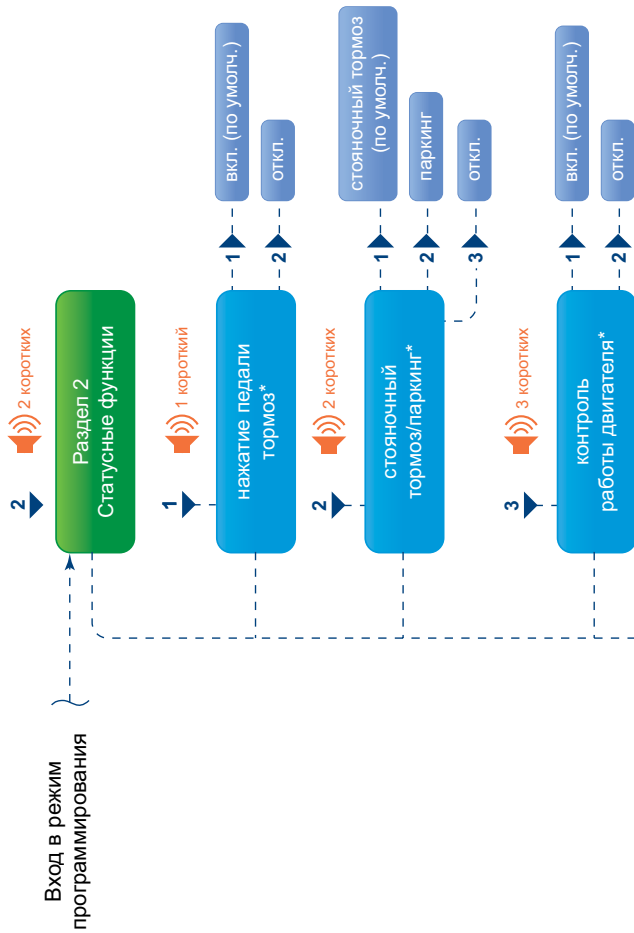 Вход в режим
программирования
2
2 коротких
Раздел 2
Статусные функции
1
1 короткий
нажатие педали
тормоз*
1
вкл. (по умолч.)
2
откл.
2
2 коротких
стояночный
тормоз/паркинг*
1
стояночный тормоз
(по умолч.)
2
паркинг
3
откл.
3
3 коротких
контроль
работы двигателя*
1
вкл. (по умолч.)
2
откл.